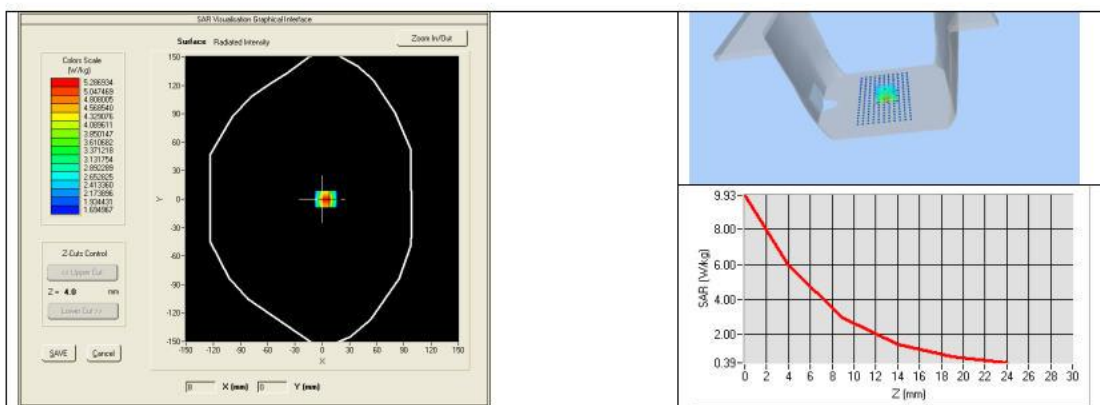 SAR Visualisation Graphical Interface
Surface Radiated Intensity
Zoom In/Out
Colors Scale
(W/kg)
5.286934
5.047469
4.808005
4.568540
4.329076
4.089611
3.850147
3.610682
3.371218
3.131754
2.892289
2.652825
2.413360
2.173896
1.934431
1.694967
Z-Cuts Control
<< Upper Cut
Z = 4.0 mm
Lower Cut >>
SAVE Cancel
150
120
90
60
30
Y 0
-30
-60
-90
-120
-150
-150 -120 -90 -60 -30 0 30 60 90 120 150
X
X (mm) 0 Y (mm)
9.93
8.00
6.00
4.00
2.00
0.39
SAR (W/kg)
0 2 4 6 8 10 12 14 16 18 20 22 24 26 28 30
Z (mm)